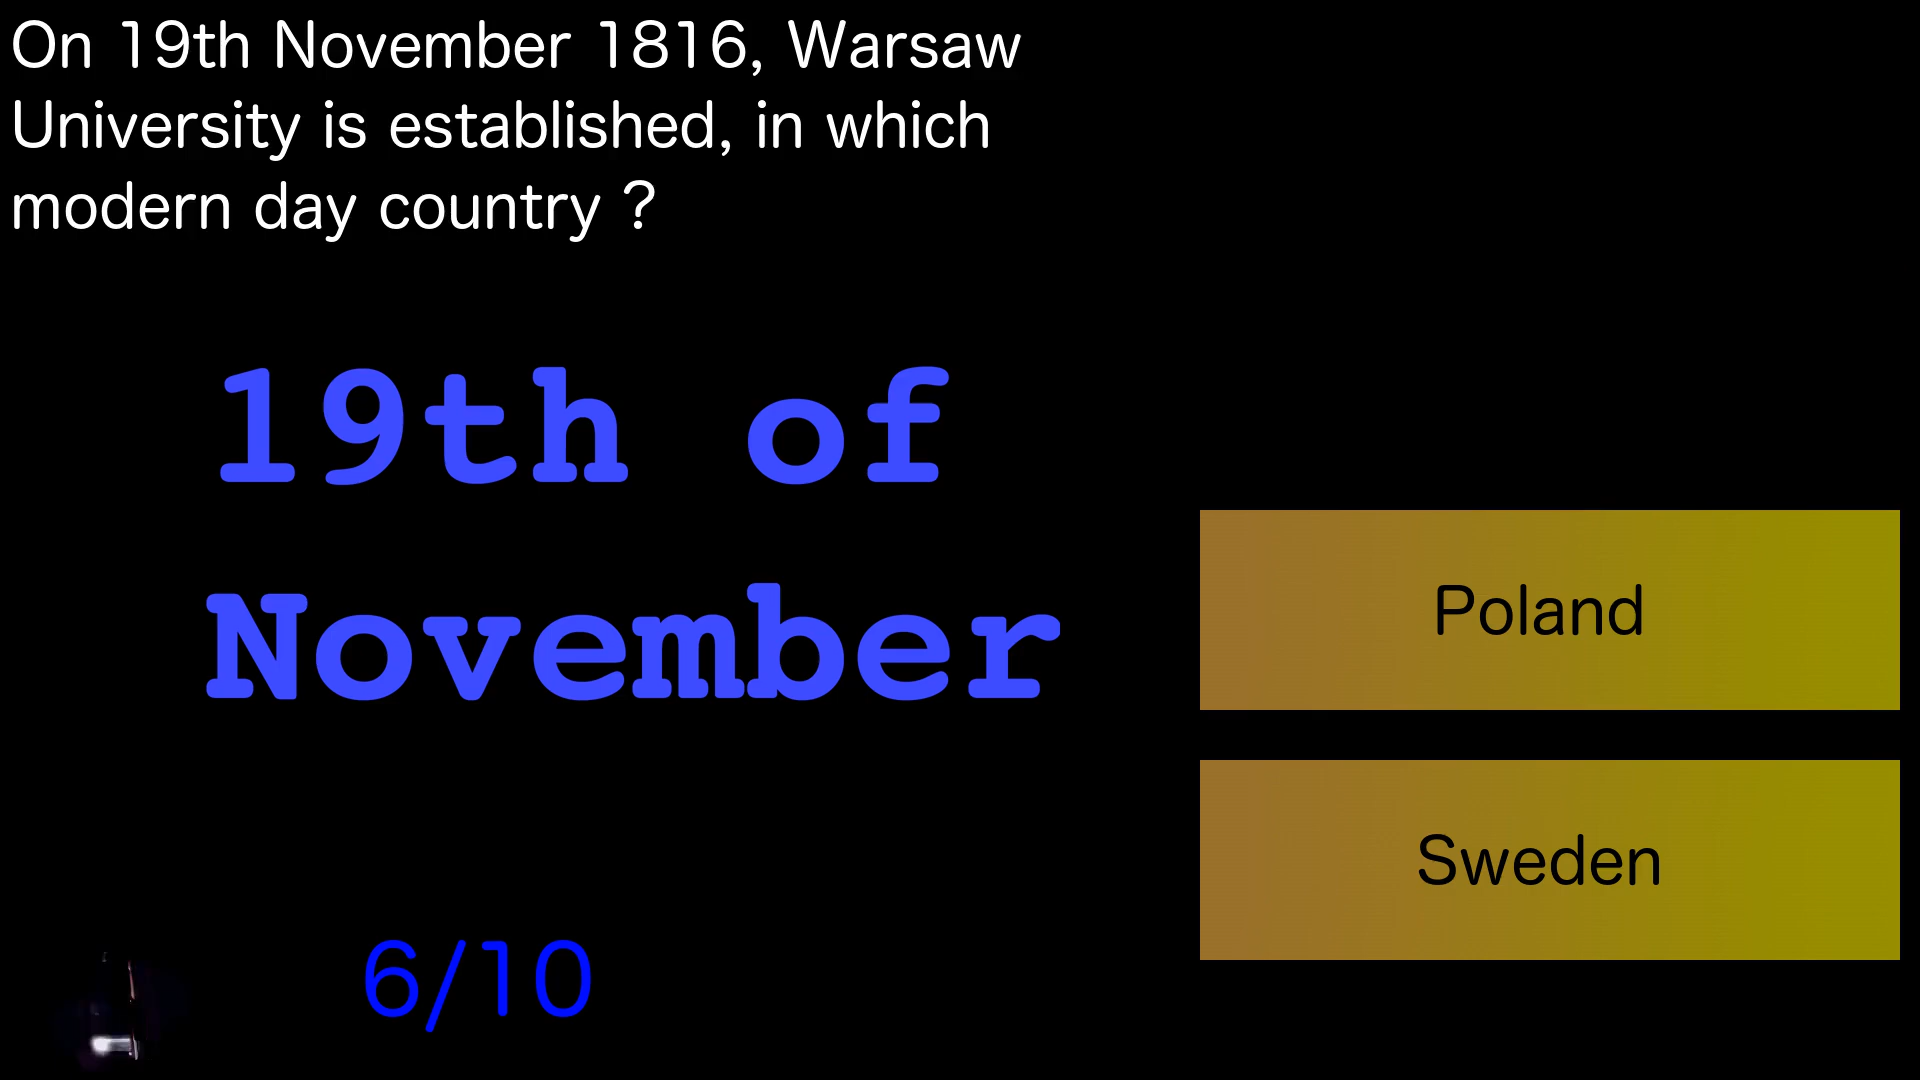 On 19th November 1816, Warsaw
University is established, in which
modern day country ?
19th of
November
Poland
Sweden
6/10